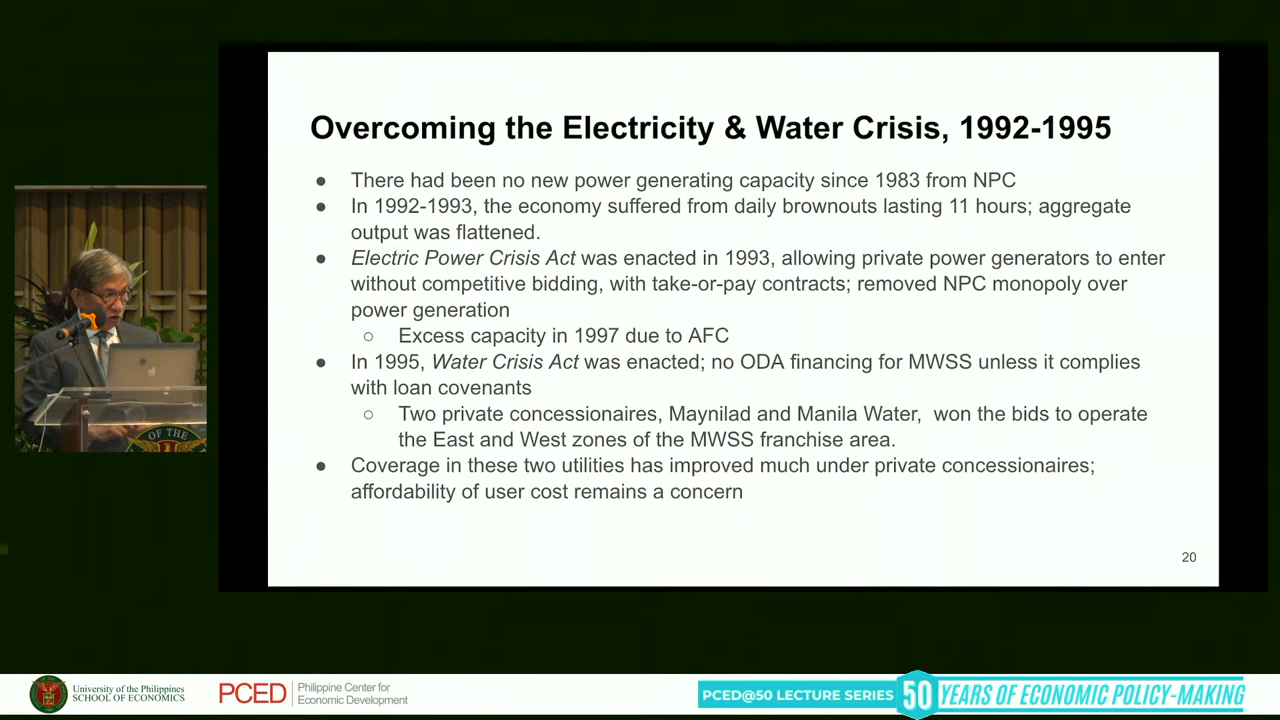 Overcoming the Electricity & Water Crisis, 1992-1995
● There had been no new power generating capacity since 1983 from NPC
● In 1992-1993, the economy suffered from daily brownouts lasting 11 hours; aggregate
output was flattened.
● Electric Power Crisis Act was enacted in 1993, allowing private power generators to enter
without competitive bidding, with take-or-pay contracts; removed NPC monopoly over
power generation
○ Excess capacity in 1997 due to AFC
● In 1995, Water Crisis Act was enacted; no ODA financing for MWSS unless it complies
with loan covenants
○ Two private concessionaires, Maynilad and Manila Water, won the bids to operate
the East and West zones of the MWSS franchise area.
● Coverage in these two utilities has improved much under private concessionaires;
affordability of user cost remains a concern
20
OF THE
University of the Philippines
SCHOOL OF ECONOMICS
PCED
Philippine Center for
Economic Development
PCED@50 LECTURE SERIES
50 YEARS OF ECONOMIC POLICY-MAKING